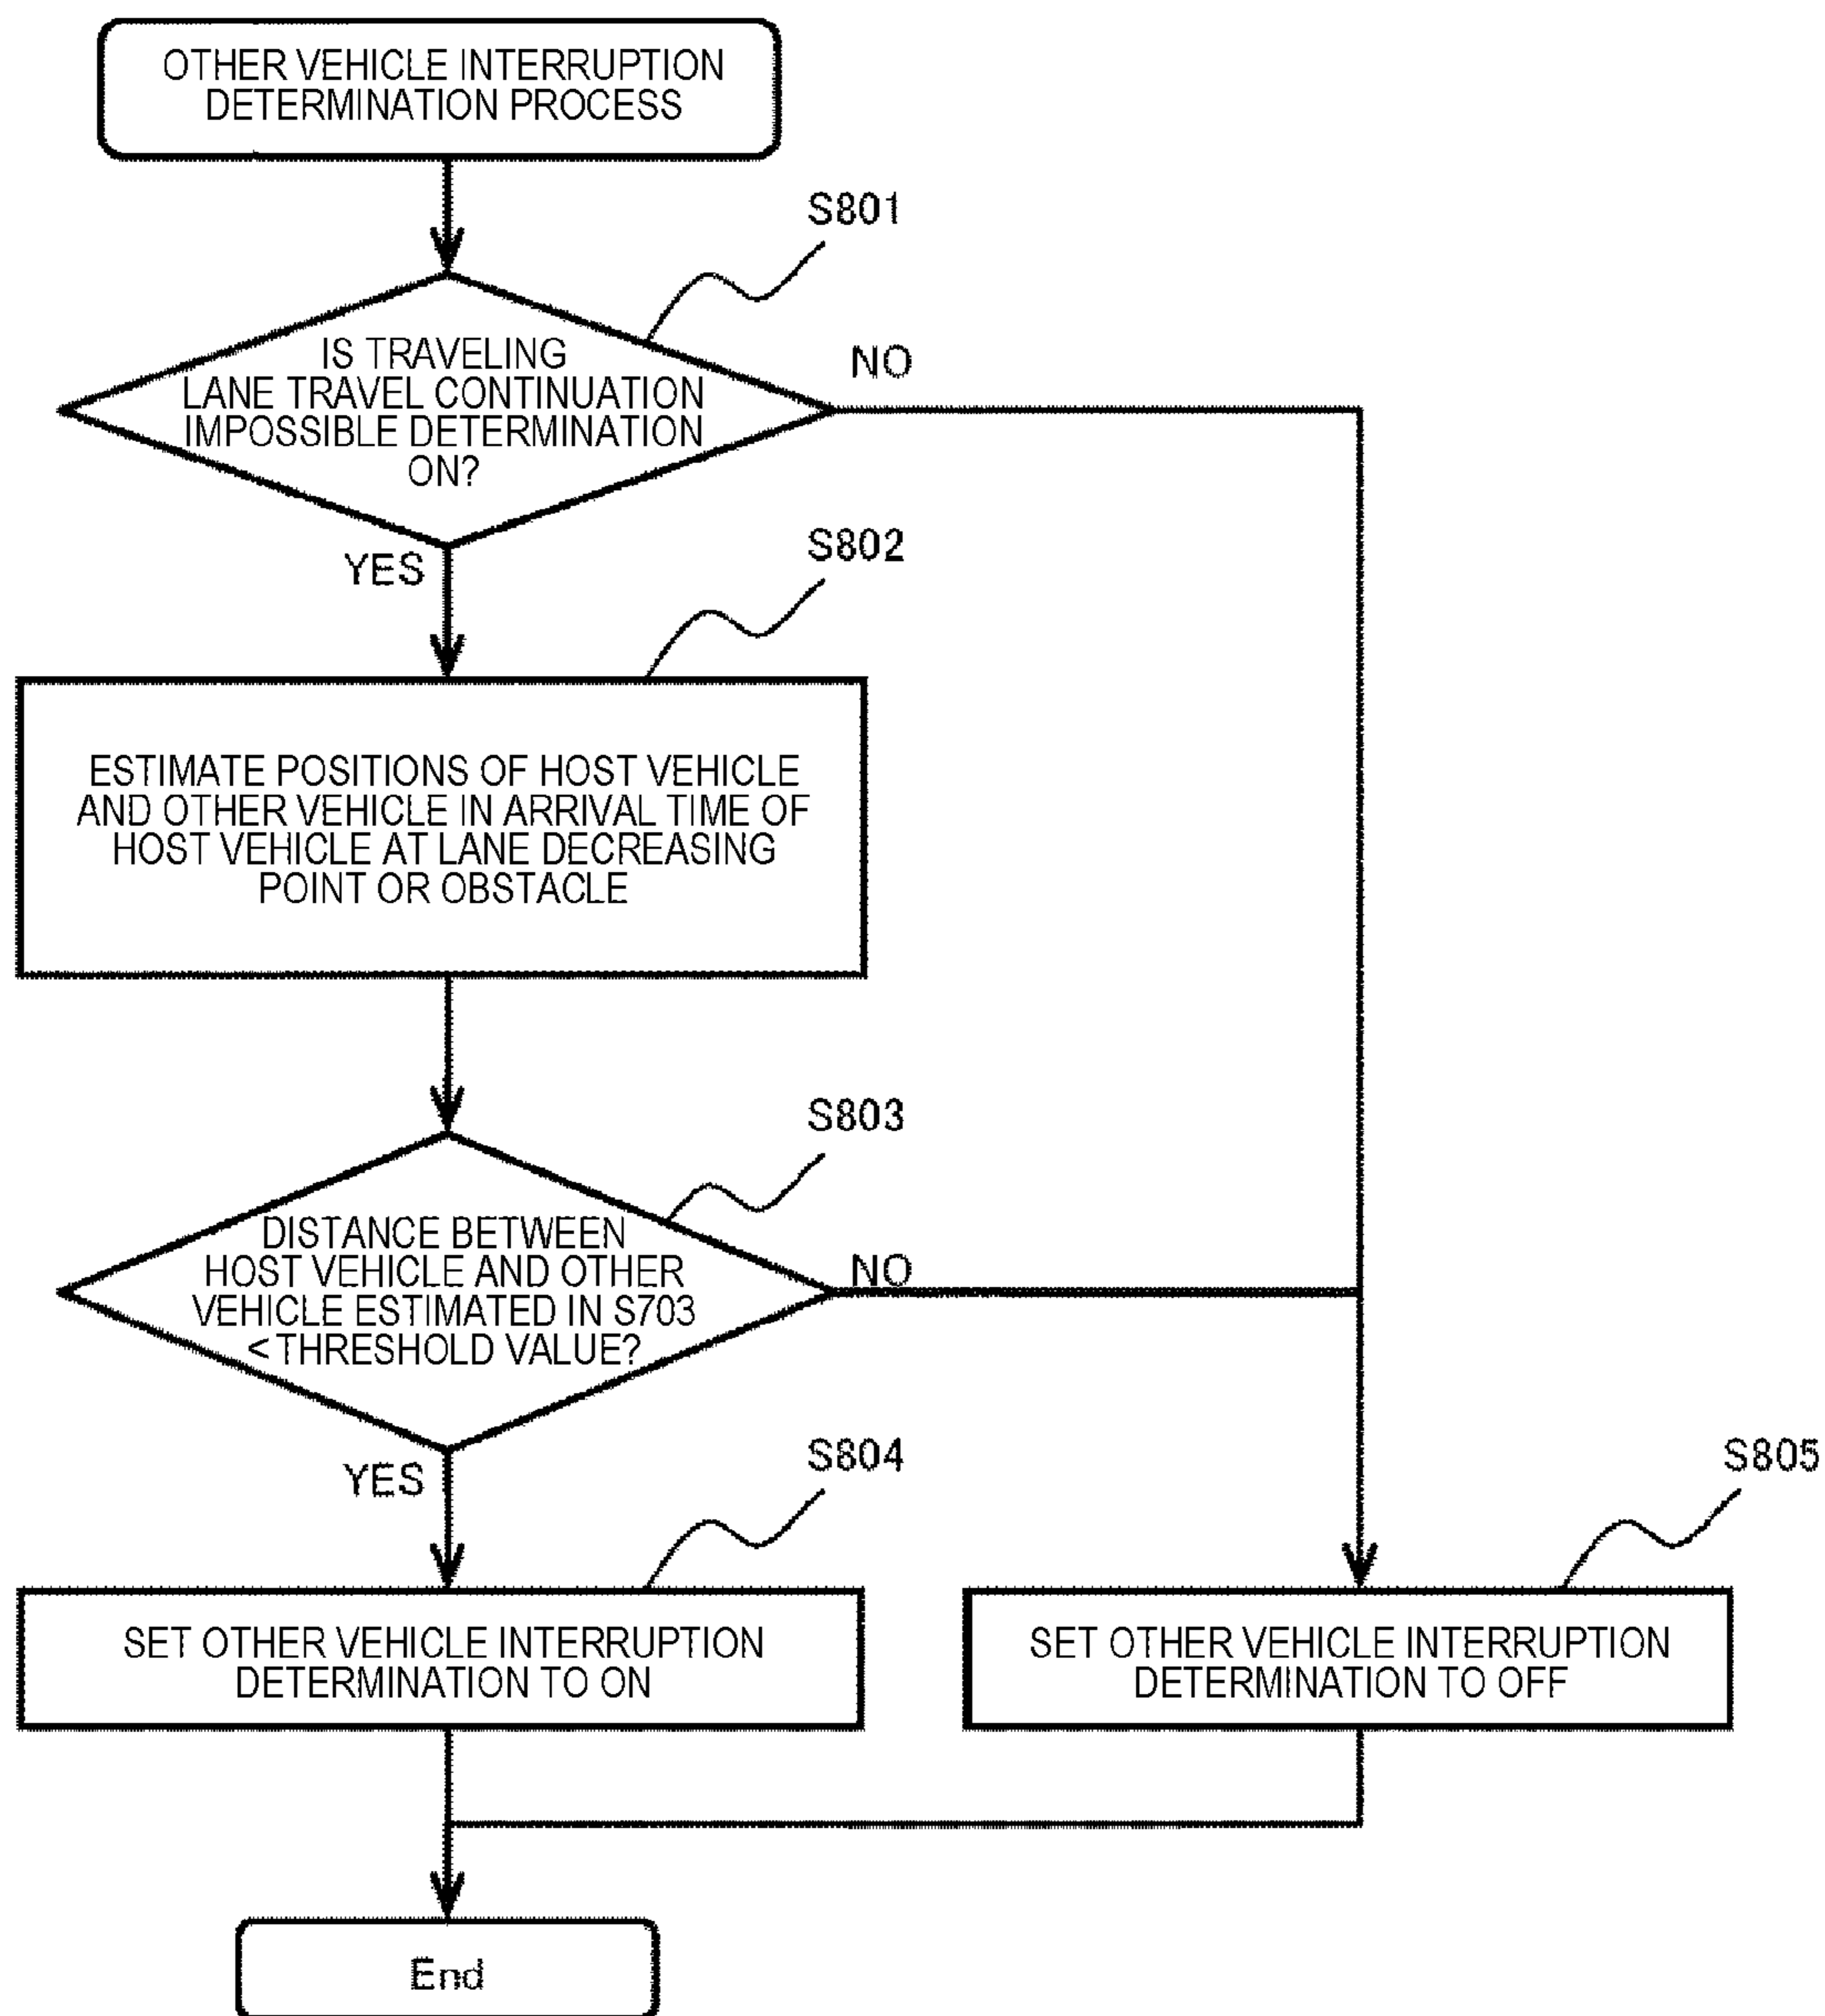 OTHER VEHICLE INTERRUPTION
DETERMINATION PROCESS
S801
IS TRAVELING
LANE TRAVEL CONTINUATION
IMPOSSIBLE DETERMINATION
ON?
NO
YES
S802
ESTIMATE POSITIONS OF HOST VEHICLE
AND OTHER VEHICLE IN ARRIVAL TIME OF
HOST VEHICLE AT LANE DECREASING
POINT OR OBSTACLE
S803
DISTANCE BETWEEN
HOST VEHICLE AND OTHER
VEHICLE ESTIMATED IN S703
< THRESHOLD VALUE?
NO
YES
S804
SET OTHER VEHICLE INTERRUPTION
DETERMINATION TO ON
S805
SET OTHER VEHICLE INTERRUPTION
DETERMINATION TO OFF
End